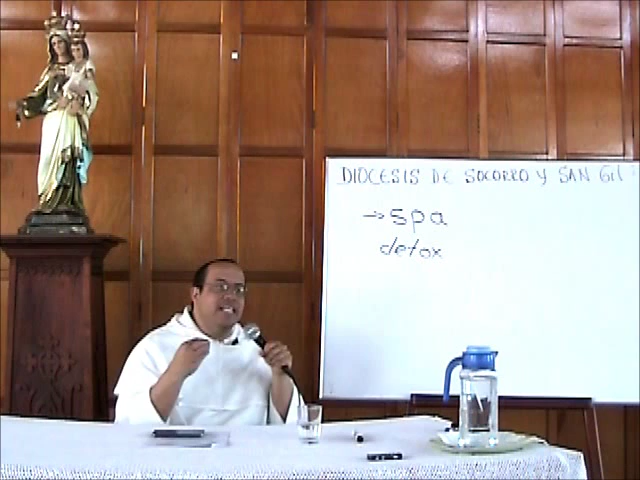 DIOCESIS DE SOCORRO Y SAN GIL
→ spa
detox